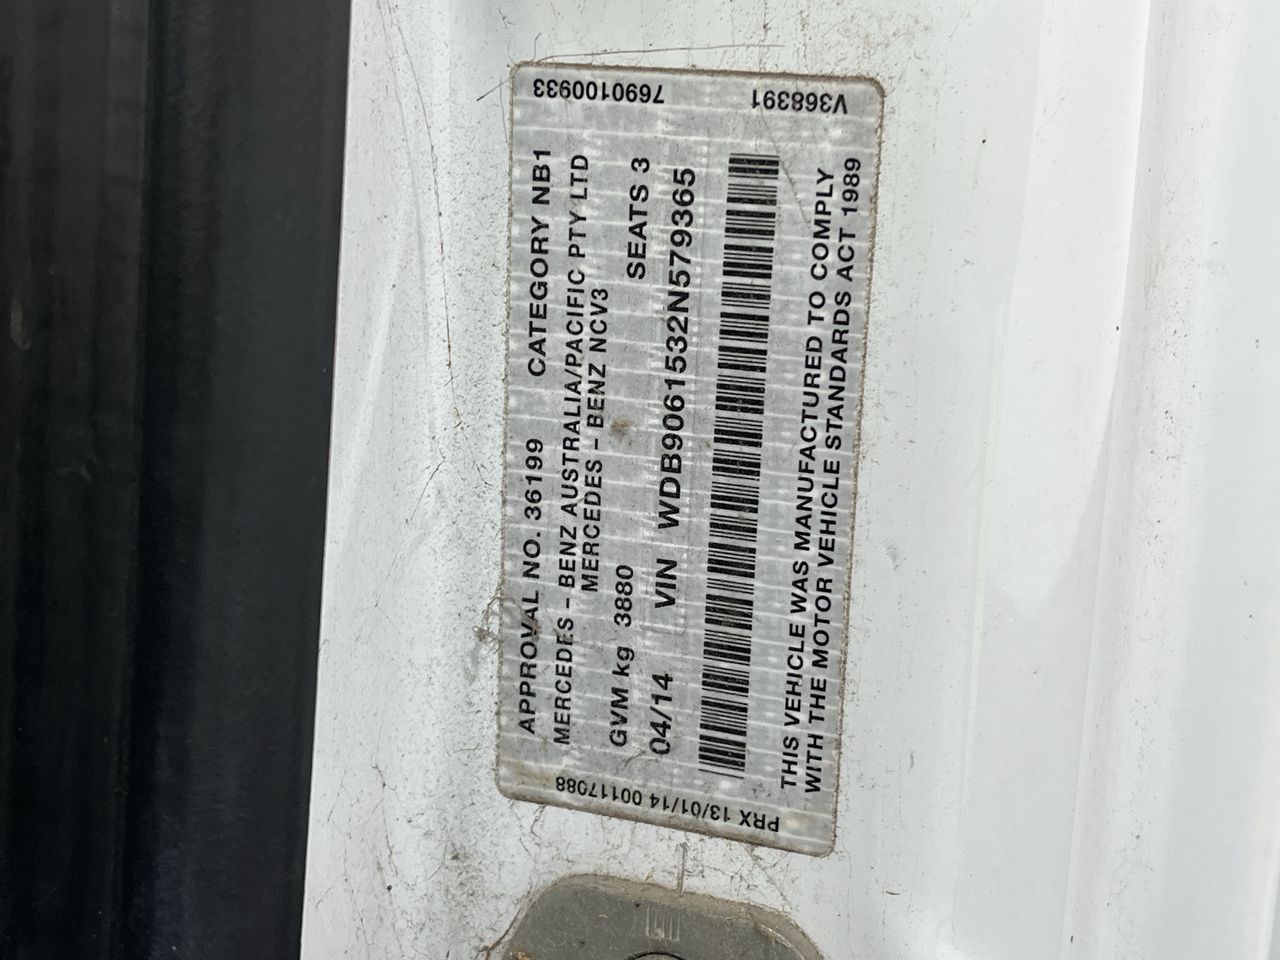 APPROVAL NO. 36199 CATEGORY NB1
MERCEDES - BENZ AUSTRALIA/PACIFIC PTY LTD
MERCEDES - BENZ NCV3
GVM kg 3880 SEATS 3
04/14 VIN WDB9061532N579365
THIS VEHICLE WAS MANUFACTURED TO COMPLY
WITH THE MOTOR VEHICLE STANDARDS ACT 1989
PRX 13/01/14 00117088
V368391 7690100933